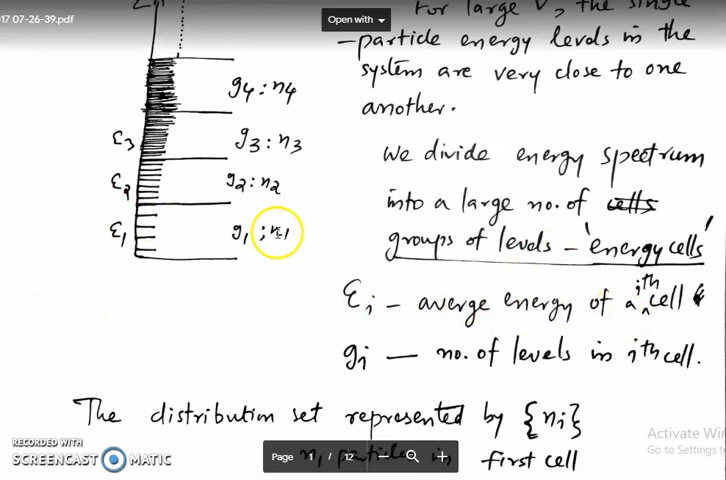 017 07-26-39.pdf
Open with
For large V, the single
-particle energy levels in the
system are very close to one
another.
g4 : n4
ε3 g3 : n3
ε2 g2 : n2
ε1 g1 ; n1
We divide energy spectrum
into a large no. of cells
groups of levels - 'energy cells'
εi - averge energy of a ith cell
gi — no. of levels in ith cell.
The distribution set represented by {ni}
n1 particle in first cell
Page 1 / 12
Activate Win
Go to Settings t
RECORDED WITH
SCREENCAST MATIC